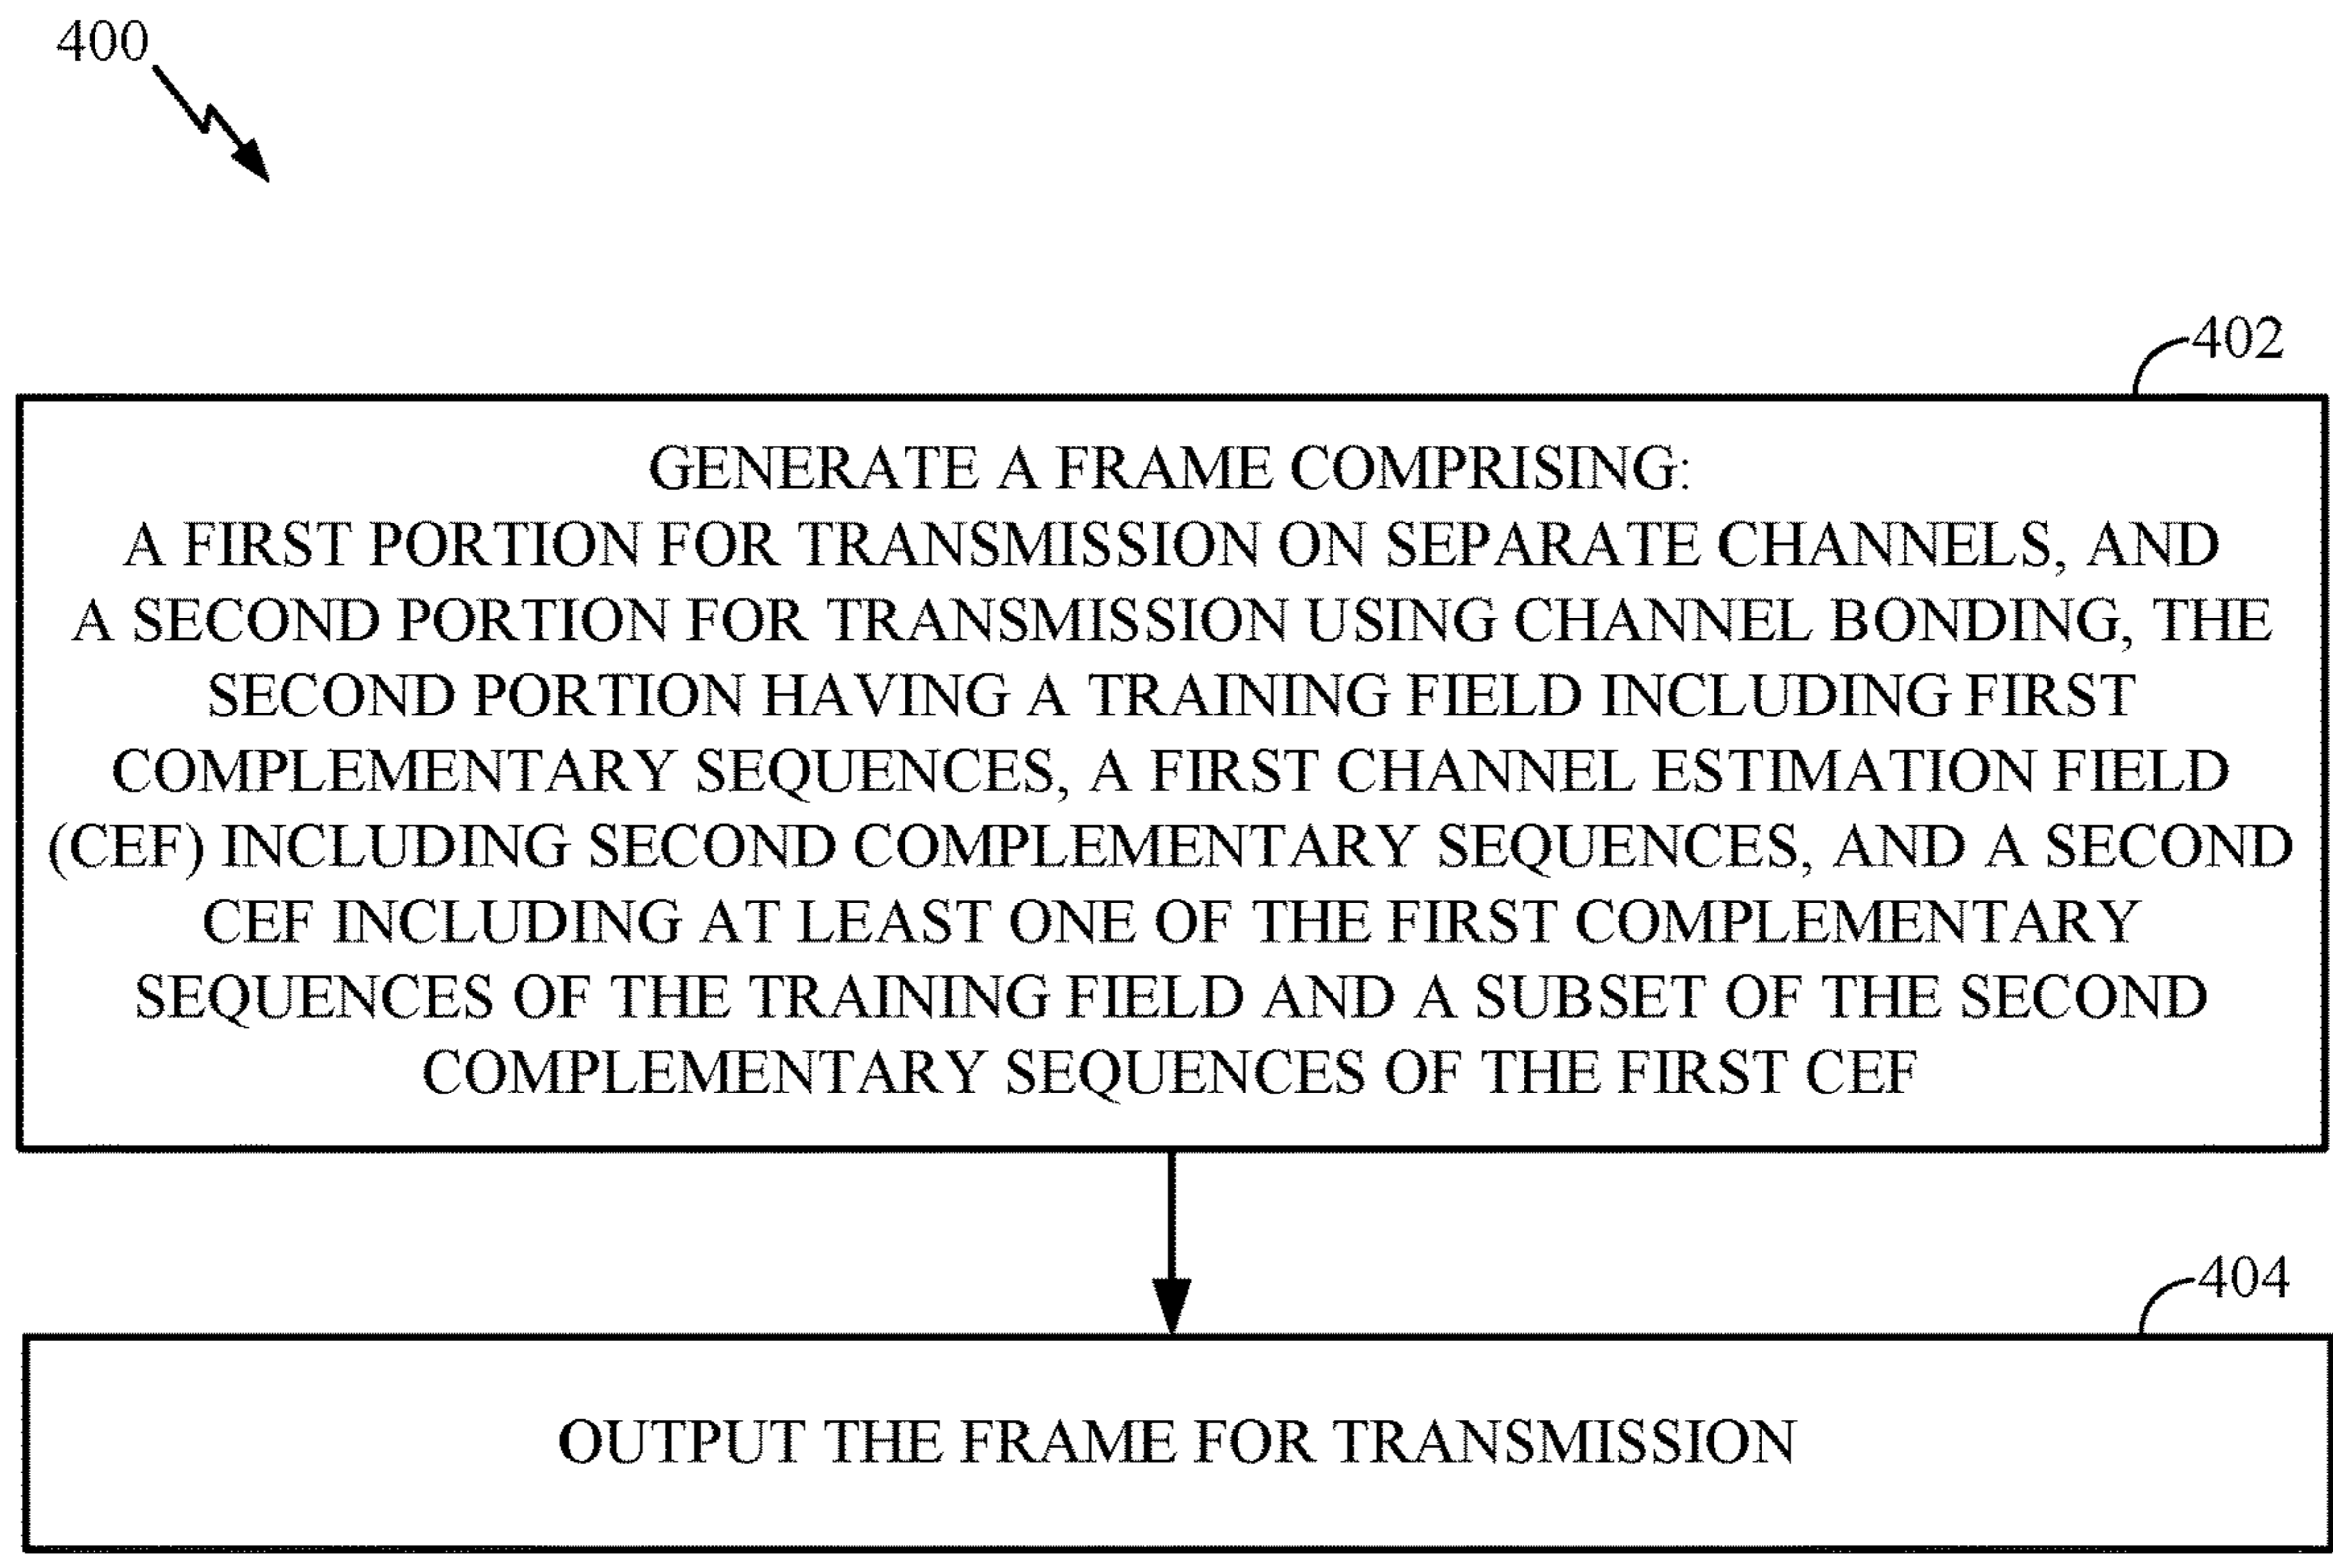 400
402
GENERATE A FRAME COMPRISING:
A FIRST PORTION FOR TRANSMISSION ON SEPARATE CHANNELS, AND
A SECOND PORTION FOR TRANSMISSION USING CHANNEL BONDING, THE
SECOND PORTION HAVING A TRAINING FIELD INCLUDING FIRST
COMPLEMENTARY SEQUENCES, A FIRST CHANNEL ESTIMATION FIELD
(CEF) INCLUDING SECOND COMPLEMENTARY SEQUENCES, AND A SECOND
CEF INCLUDING AT LEAST ONE OF THE FIRST COMPLEMENTARY
SEQUENCES OF THE TRAINING FIELD AND A SUBSET OF THE SECOND
COMPLEMENTARY SEQUENCES OF THE FIRST CEF
404
OUTPUT THE FRAME FOR TRANSMISSION